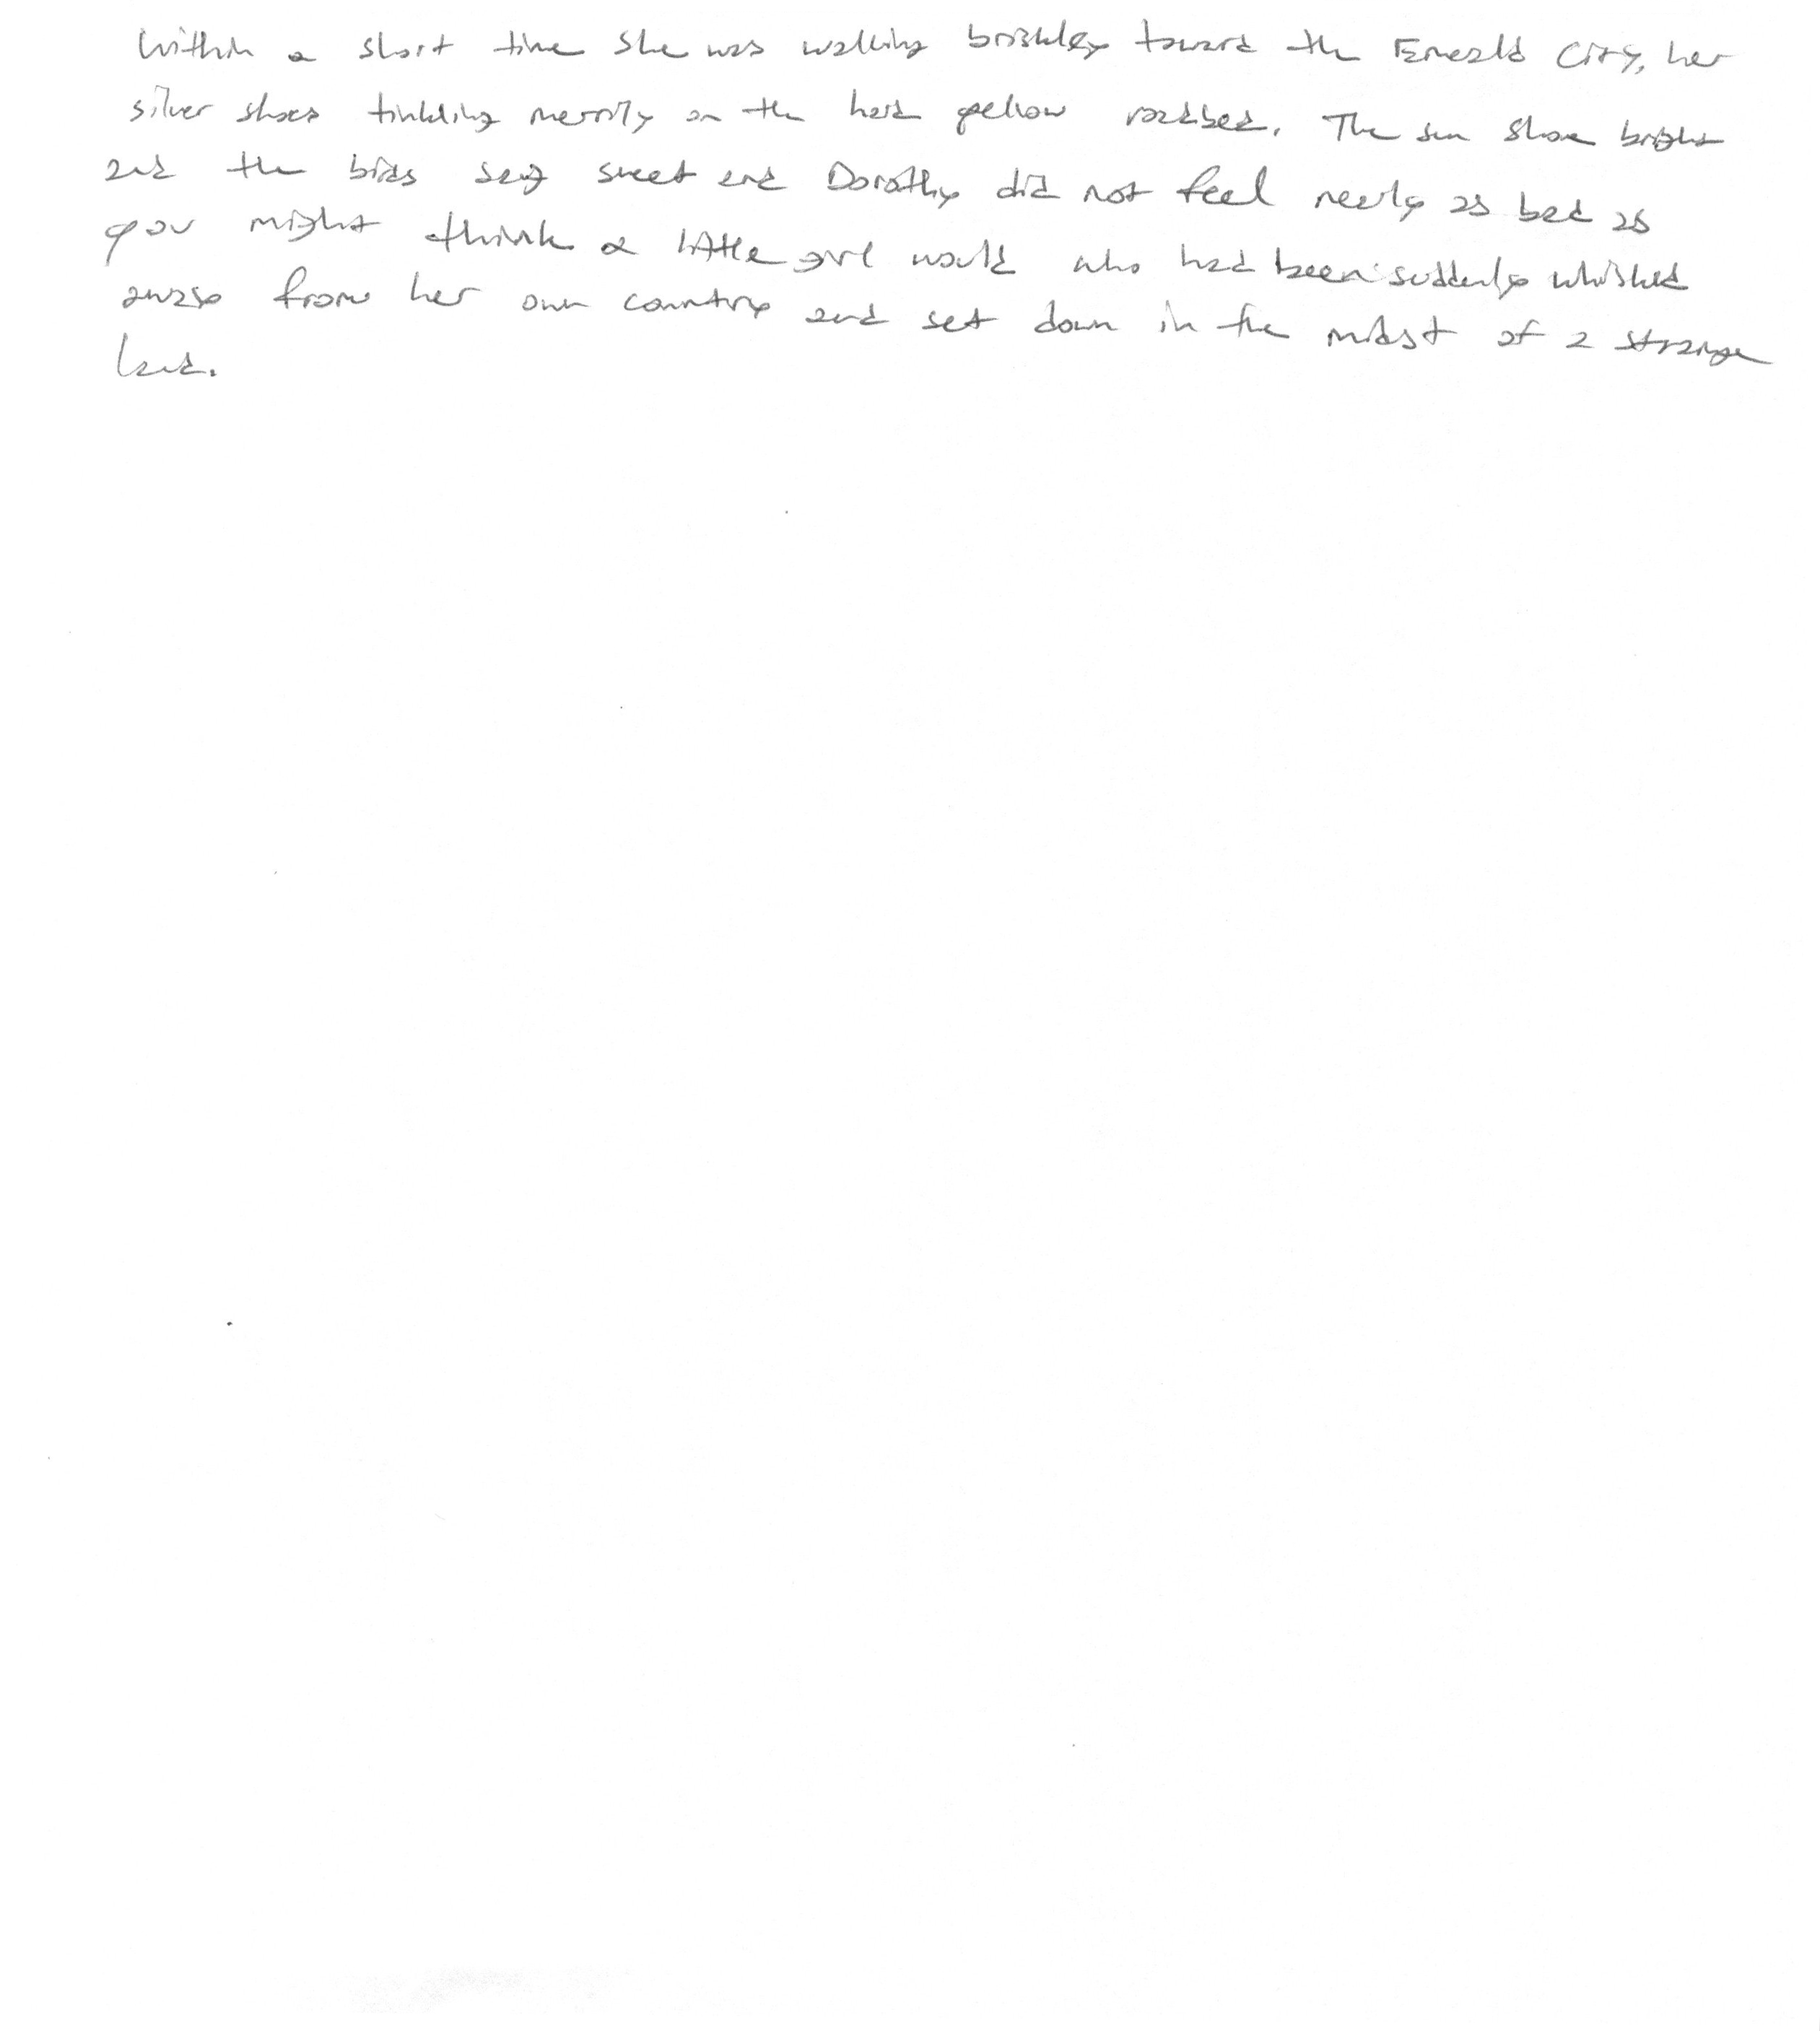 Within a short time she was walking briskley toward the Emerald City, her
silver shoes tinkling merrily on the hard yellow roadbed. The sun shone bright
and the birds sang sweet and Dorothy did not feel nearly as bad as
you might think a little girl would who had been suddenly whisked
away from her own country and set down in the midst of a strange
land.